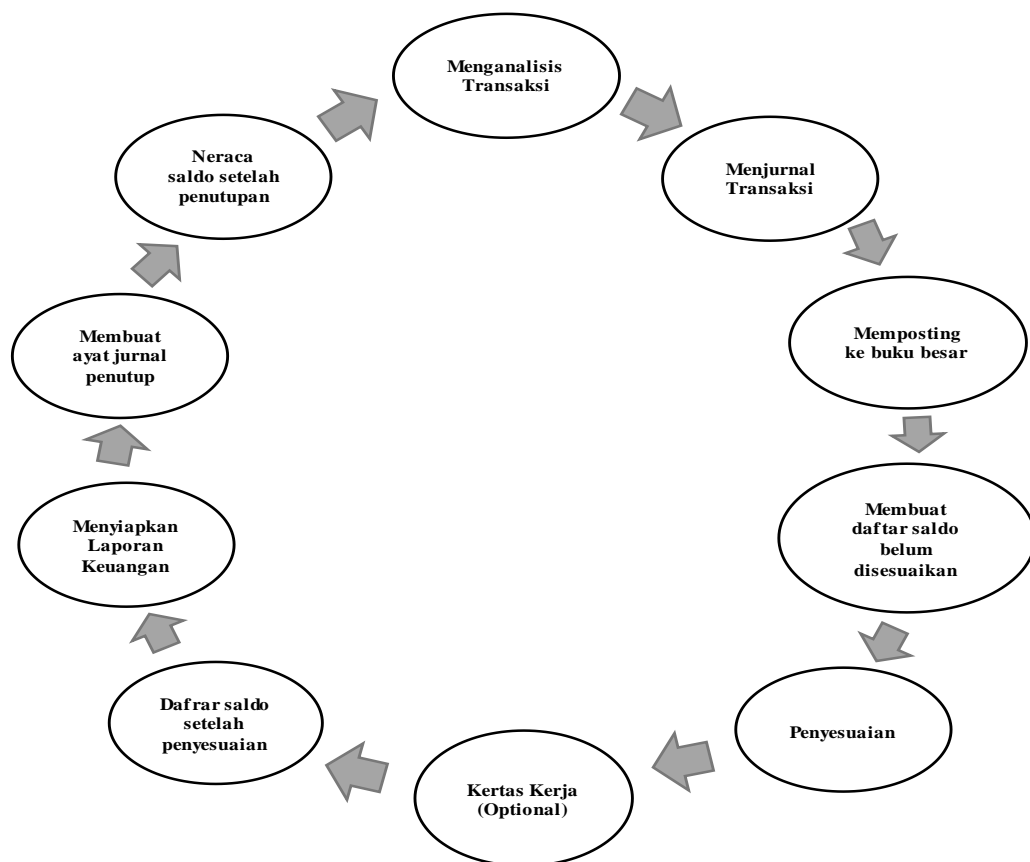 Menganalisis
Transaksi
Menjurnal
Transaksi
Memposting
ke buku besar
Membuat
daftar saldo
belum
disesuaikan
Penyesuaian
Kertas Kerja
(Optional)
Dafrar saldo
setelah
penyesuaian
Menyiapkan
Laporan
Keuangan
Membuat
ayat jurnal
penutup
Neraca
saldo setelah
penutupan